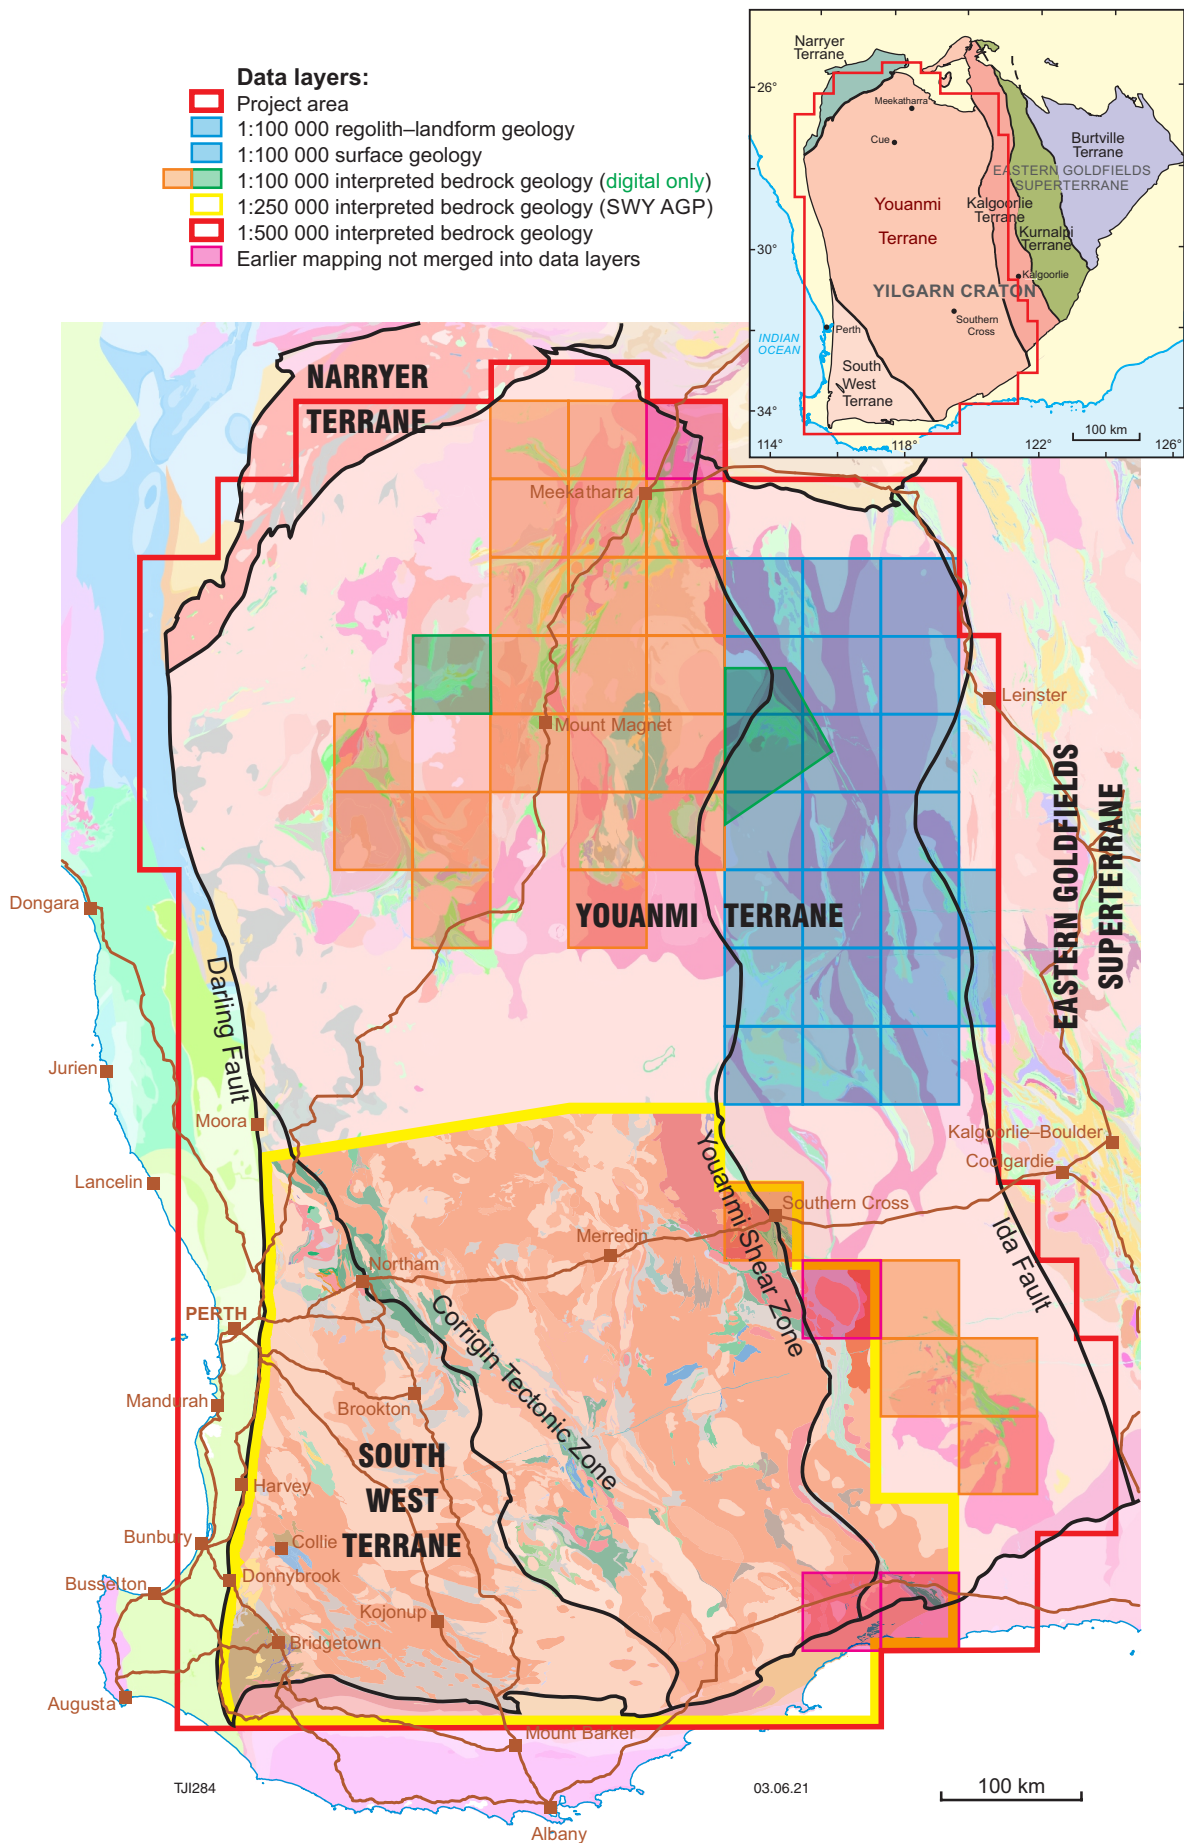 Data layers:
Project area
1:100 000 regolith–landform geology
1:100 000 surface geology
1:100 000 interpreted bedrock geology (digital only)
1:250 000 interpreted bedrock geology (SWY AGP)
1:500 000 interpreted bedrock geology
Earlier mapping not merged into data layers
Narryer
Terrane
26°
Meekatharra
Cue
Burtville
Terrane
EASTERN GOLDFIELDS
SUPERTERRANE
Youanmi
Terrane
Kalgoorlie
Terrane
Kurnalpi
Terrane
30°
Kalgoorlie
YILGARN CRATON
Southern
Cross
Perth
INDIAN
OCEAN
South
West
Terrane
34°
100 km
114°
118°
122°
126°
NARRYER
TERRANE
Meekatharra
Leinster
Mount Magnet
EASTERN GOLDFIELDS
SUPERTERRANE
Dongara
YOUANMI TERRANE
Darling Fault
Jurien
Moora
Kalgoorlie–Boulder
Coolgardie
Lancelin
Youanmi Shear Zone
Southern Cross
Merredin
Ida Fault
Northam
PERTH
Corrigin Tectonic Zone
Mandurah
Brookton
SOUTH
WEST
TERRANE
Harvey
Bunbury
Collie
Busselton
Donnybrook
Kojonup
Bridgetown
Augusta
Mount Barker
TJI284
03.06.21
100 km
Albany